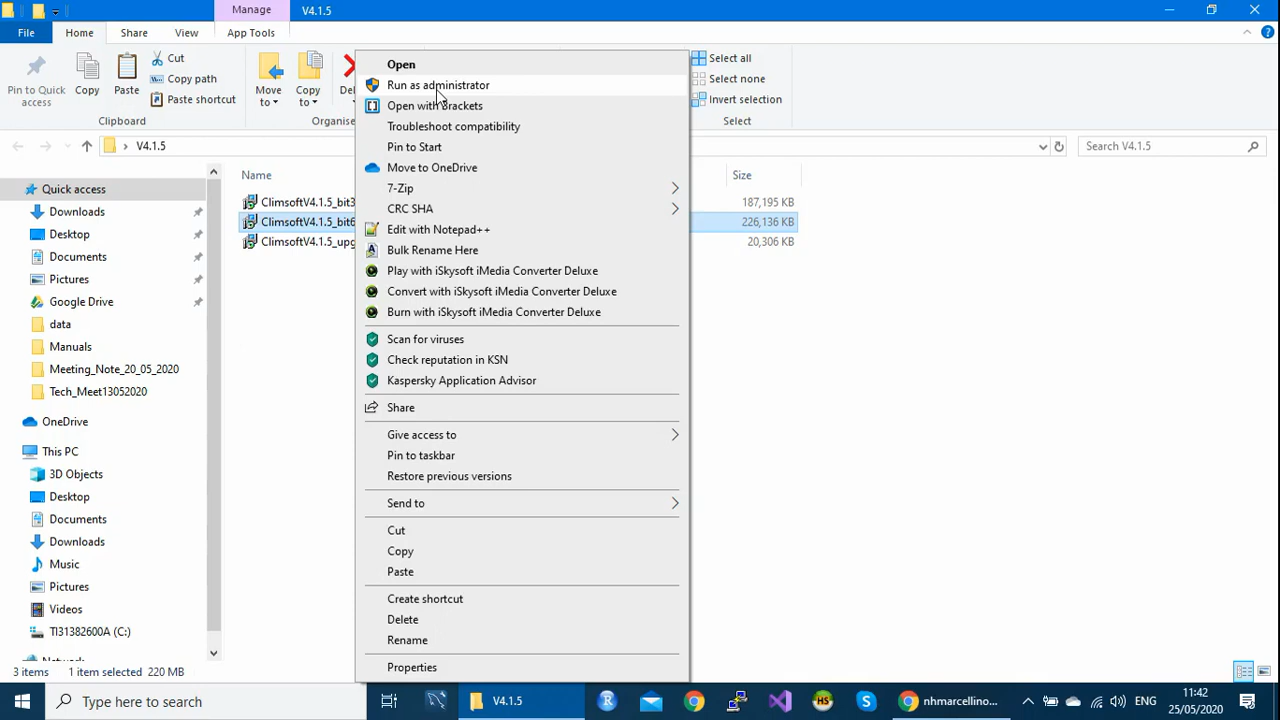 Manage
V4.1.5
File
Home
Share
View
App Tools
Pin to Quick
access
Copy
Paste
Cut
Copy path
Paste shortcut
Clipboard
Move
to
Copy
to
Organise
Select all
Select none
Invert selection
Select
V4.1.5
Search V4.1.5
Quick access
Downloads
Desktop
Documents
Pictures
Google Drive
data
Manuals
Meeting_Note_20_05_2020
Tech_Meet13052020
OneDrive
This PC
3D Objects
Desktop
Documents
Downloads
Music
Pictures
Videos
TI31382600A (C:)
Name
Size
ClimsoftV4.1.5_bit3
187,195 KB
ClimsoftV4.1.5_bit6
226,136 KB
ClimsoftV4.1.5_upg
20,306 KB
Open
Run as administrator
Open with Brackets
Troubleshoot compatibility
Pin to Start
Move to OneDrive
7-Zip
CRC SHA
Edit with Notepad++
Bulk Rename Here
Play with iSkysoft iMedia Converter Deluxe
Convert with iSkysoft iMedia Converter Deluxe
Burn with iSkysoft iMedia Converter Deluxe
Scan for viruses
Check reputation in KSN
Kaspersky Application Advisor
Share
Give access to
Pin to taskbar
Restore previous versions
Send to
Cut
Copy
Paste
Create shortcut
Delete
Rename
Properties
3 items
1 item selected 220 MB
Type here to search
V4.1.5
nhmarcellino...
ENG
11:42
25/05/2020